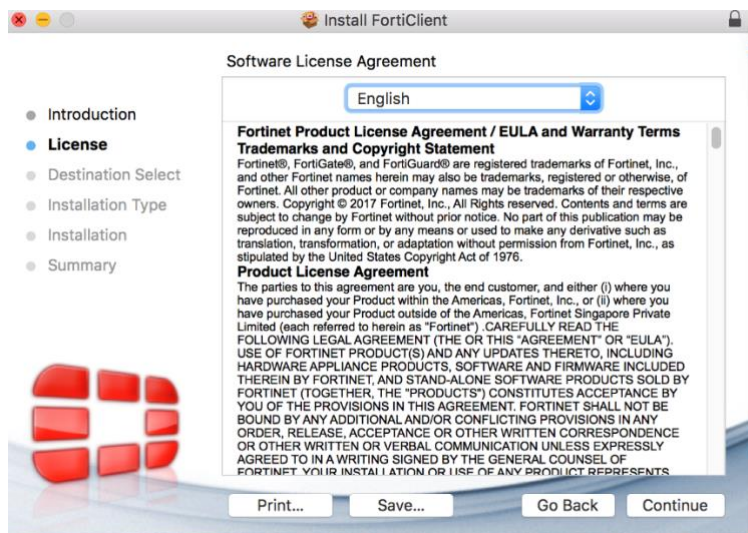 Install FortiClient
Software License Agreement
English
Introduction
License
Destination Select
Installation Type
Installation
Summary
Fortinet Product License Agreement / EULA and Warranty Terms
Trademarks and Copyright Statement
Fortinet®, FortiGate®, and FortiGuard® are registered trademarks of Fortinet, Inc.,
and other Fortinet names herein may also be trademarks, registered or otherwise, of
Fortinet. All other product or company names may be trademarks of their respective
owners. Copyright © 2017 Fortinet, Inc., All Rights reserved. Contents and terms are
subject to change by Fortinet without prior notice. No part of this publication may be
reproduced in any form or by any means or used to make any derivative such as
translation, transformation, or adaptation without permission from Fortinet, Inc., as
stipulated by the United States Copyright Act of 1976.
Product License Agreement
The parties to this agreement are you, the end customer, and either (i) where you
have purchased your Product within the Americas, Fortinet, Inc., or (ii) where you
have purchased your Product outside of the Americas, Fortinet Singapore Private
Limited (each referred to herein as "Fortinet") .CAREFULLY READ THE
FOLLOWING LEGAL AGREEMENT (THE OR THIS "AGREEMENT" OR "EULA").
USE OF FORTINET PRODUCT(S) AND ANY UPDATES THERETO, INCLUDING
HARDWARE APPLIANCE PRODUCTS, SOFTWARE AND FIRMWARE INCLUDED
THEREIN BY FORTINET, AND STAND-ALONE SOFTWARE PRODUCTS SOLD BY
FORTINET (TOGETHER, THE "PRODUCTS") CONSTITUTES ACCEPTANCE BY
YOU OF THE PROVISIONS IN THIS AGREEMENT. FORTINET SHALL NOT BE
BOUND BY ANY ADDITIONAL AND/OR CONFLICTING PROVISIONS IN ANY
ORDER, RELEASE, ACCEPTANCE OR OTHER WRITTEN CORRESPONDENCE
OR OTHER WRITTEN OR VERBAL COMMUNICATION UNLESS EXPRESSLY
AGREED TO IN A WRITING SIGNED BY THE GENERAL COUNSEL OF
FORTINET. YOUR INSTALLATION OR USE OF ANY PRODUCT REPRESENTS
Print...
Save...
Go Back
Continue